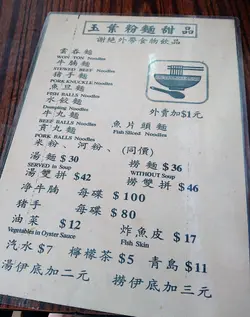 玉葉粉麵甜品
謝絕外帶食物飲品
雲吞麵
WON TON Noodles
牛腩麵
STEWED BEEF Noodles
豬手麵
PORK KNUCKLE Noodles
魚旦麵
FISH BALLS Noodles
水餃麵
Dumpling Noodles
牛丸麵
BEEF BALLS Noodles
貢丸麵
PORK BALLS Noodles
外賣加$1元
魚片頭麵
Fish Sliced Noodles
米粉、河粉、(同價)
湯麵 $30
SERVED in Soup
撈麵 $36
WITHOUT Soup
湯雙拼 $42
撈雙拼 $46
淨牛腩 每碟 $100
豬手 每碟 $80
油菜 $12
Vegetables in Oyster Sauce
炸魚皮 $17
Fish Skin
汽水 $7 檸檬茶 $5 青島 $11
湯伊底加二元 撈伊底加三元